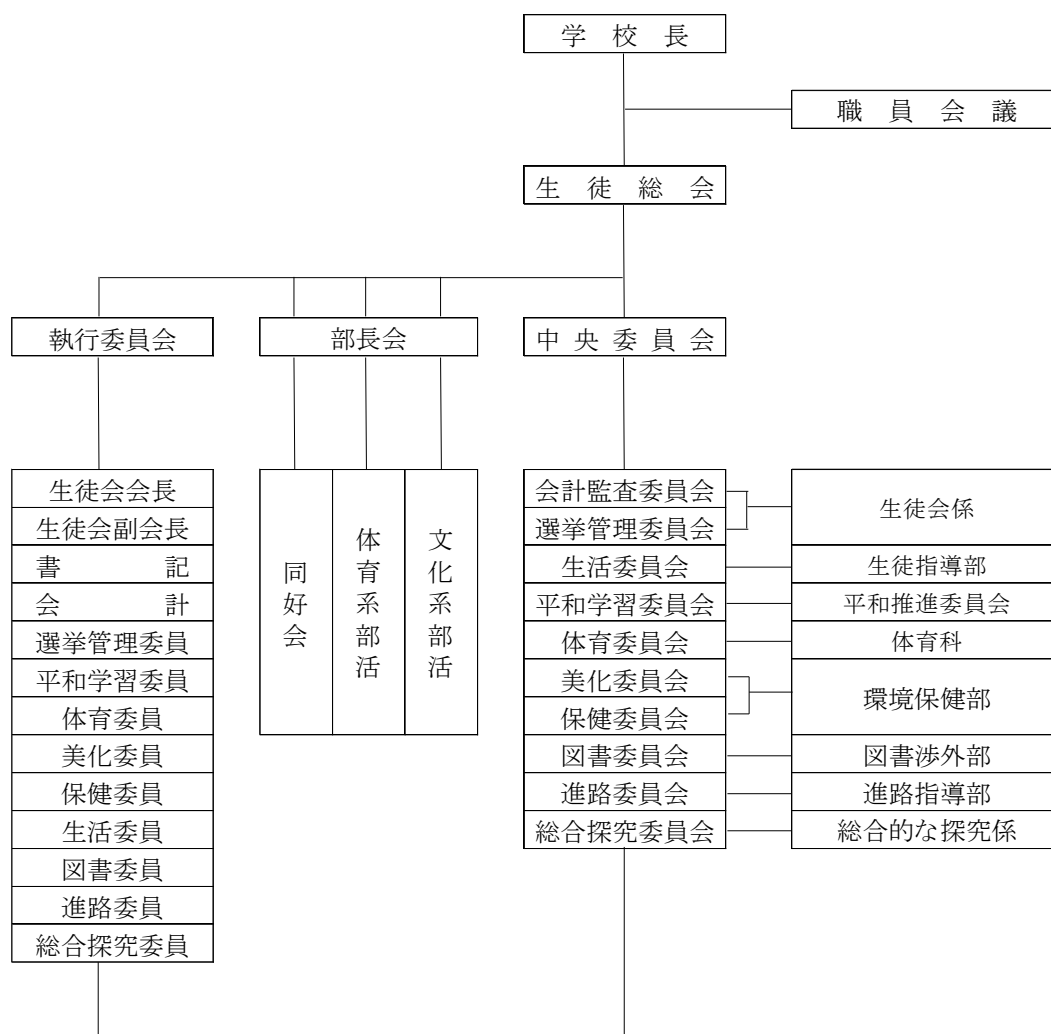 学校長
職員会議
生徒総会
執行委員会
部長会
中央委員会
生徒会会長
生徒会副会長
書記
会計
選挙管理委員
平和学習委員
体育委員
美化委員
保健委員
生活委員
図書委員
進路委員
総合探究委員
同好会
体育系部活
文化系部活
会計監査委員会
選挙管理委員会
生活委員会
平和学習委員会
体育委員会
美化委員会
保健委員会
図書委員会
進路委員会
総合探究委員会
生徒会係
生徒指導部
平和推進委員会
体育科
環境保健部
図書渉外部
進路指導部
総合的な探究係